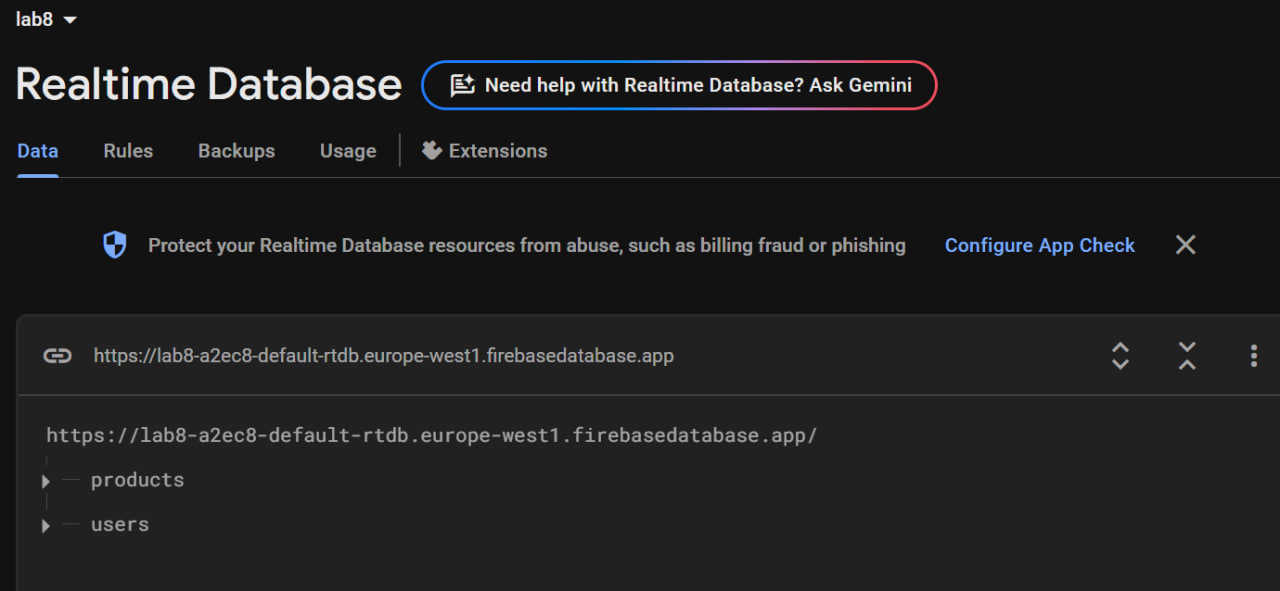 lab8
Realtime Database
Need help with Realtime Database? Ask Gemini
Data Rules Backups Usage Extensions
Protect your Realtime Database resources from abuse, such as billing fraud or phishing Configure App Check
https://lab8-a2ec8-default-rtdb.europe-west1.firebasedatabase.app
https://lab8-a2ec8-default-rtdb.europe-west1.firebasedatabase.app/
products
users